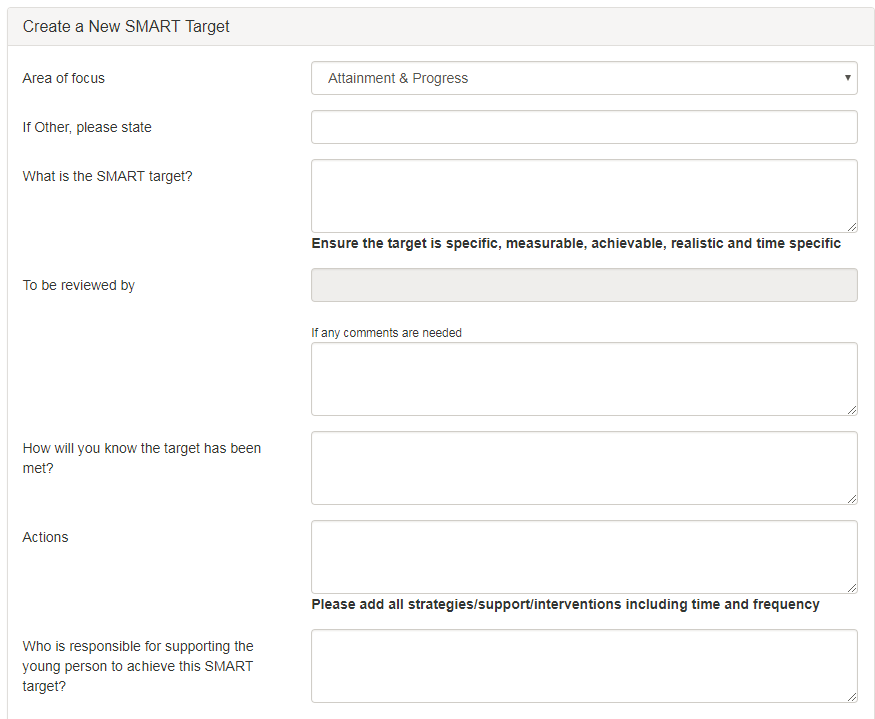 Create a New SMART Target
Area of focus
Attainment & Progress
If Other, please state
What is the SMART target?
Ensure the target is specific, measurable, achievable, realistic and time specific
To be reviewed by
If any comments are needed
How will you know the target has been
met?
Actions
Please add all strategies/support/interventions including time and frequency
Who is responsible for supporting the
young person to achieve this SMART
target?